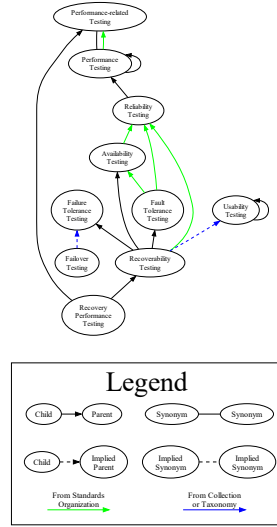 Performance-related
Testing
Performance
Testing
Reliability
Testing
Availability
Testing
Failure
Tolerance
Testing
Fault
Tolerance
Testing
Usability
Testing
Failover
Testing
Recoverability
Testing
Recovery
Performance
Testing
Legend
Child
Parent
Synonym
Synonym
Child
Implied
Parent
Implied
Synonym
Implied
Synonym
From Standards
Organization
From Collection
or Taxonomy